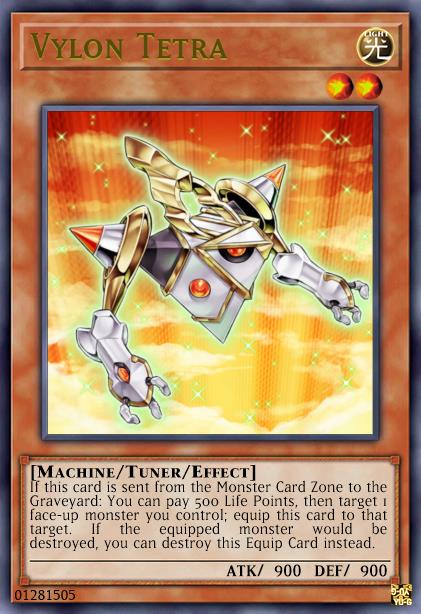 VYLON TETRA
LIGHT
光
[MACHINE/TUNER/EFFECT]
If this card is sent from the Monster Card Zone to the
Graveyard: You can pay 500 Life Points, then target 1
face-up monster you control; equip this card to that
target. If the equipped monster would be
destroyed, you can destroy this Equip Card instead.
ATK/ 900 DEF/ 900
01281505